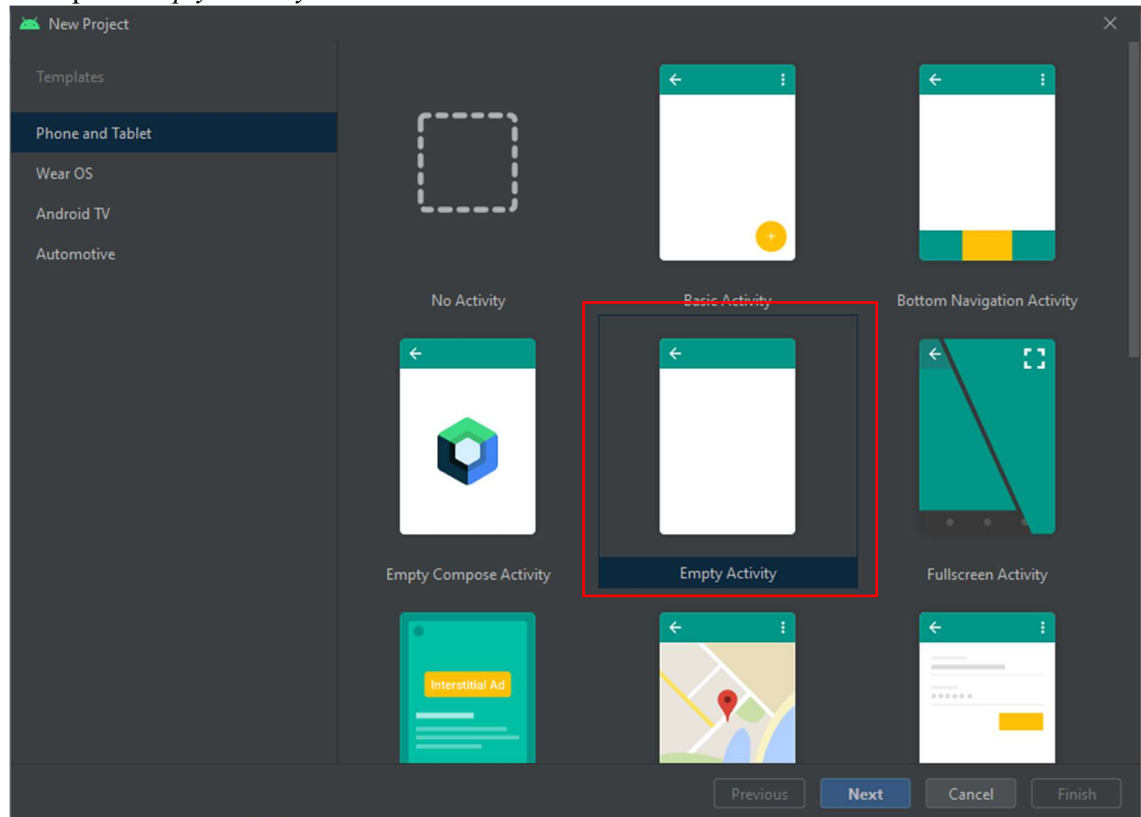 New Project
Templates
Phone and Tablet
Wear OS
Android TV
Automotive
No Activity
Basic Activity
Bottom Navigation Activity
Empty Compose Activity
Empty Activity
Fullscreen Activity
Interstitial Ad
Previous
Next
Cancel
Finish